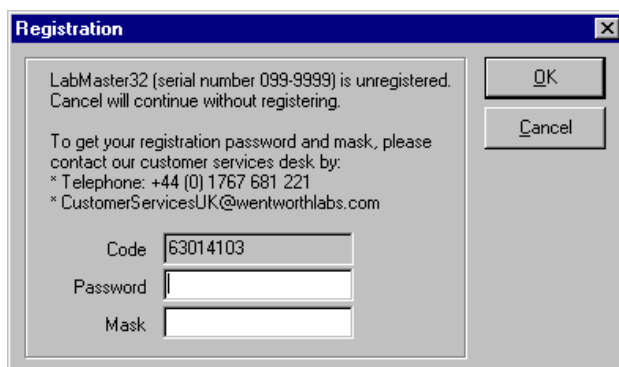 Registration
LabMaster32 (serial number 099-9999) is unregistered.
Cancel will continue without registering.
To get your registration password and mask, please
contact our customer services desk by:
* Telephone: +44 (0) 1767 681 221
* CustomerServicesUK@wentworthlabs.com
Code 63014103
Password
Mask
OK
Cancel